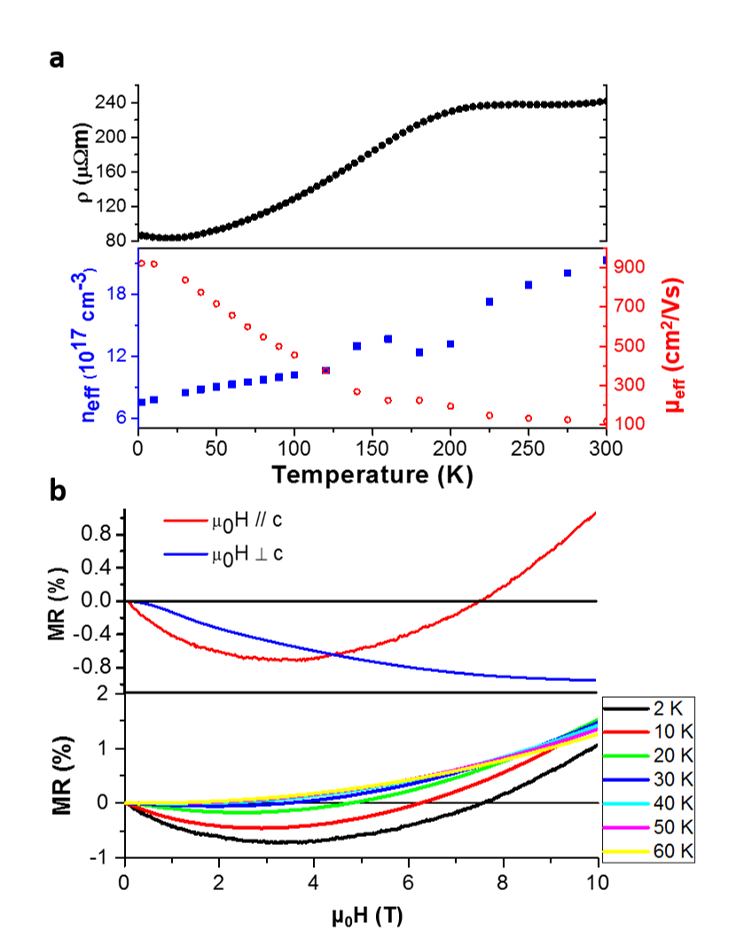 a
240
200
160
120
80
ρ (μΩm)
18
12
6
n_eff (10^17 cm^-3)
900
700
500
300
100
μ_eff (cm²/Vs)
0 50 100 150 200 250 300
Temperature (K)
b
μ₀H // c
μ₀H ⊥ c
0.8
0.4
0.0
-0.4
-0.8
MR (%)
2
1
0
-1
MR (%)
2 K
10 K
20 K
30 K
40 K
50 K
60 K
0 2 4 6 8 10
μ₀H (T)